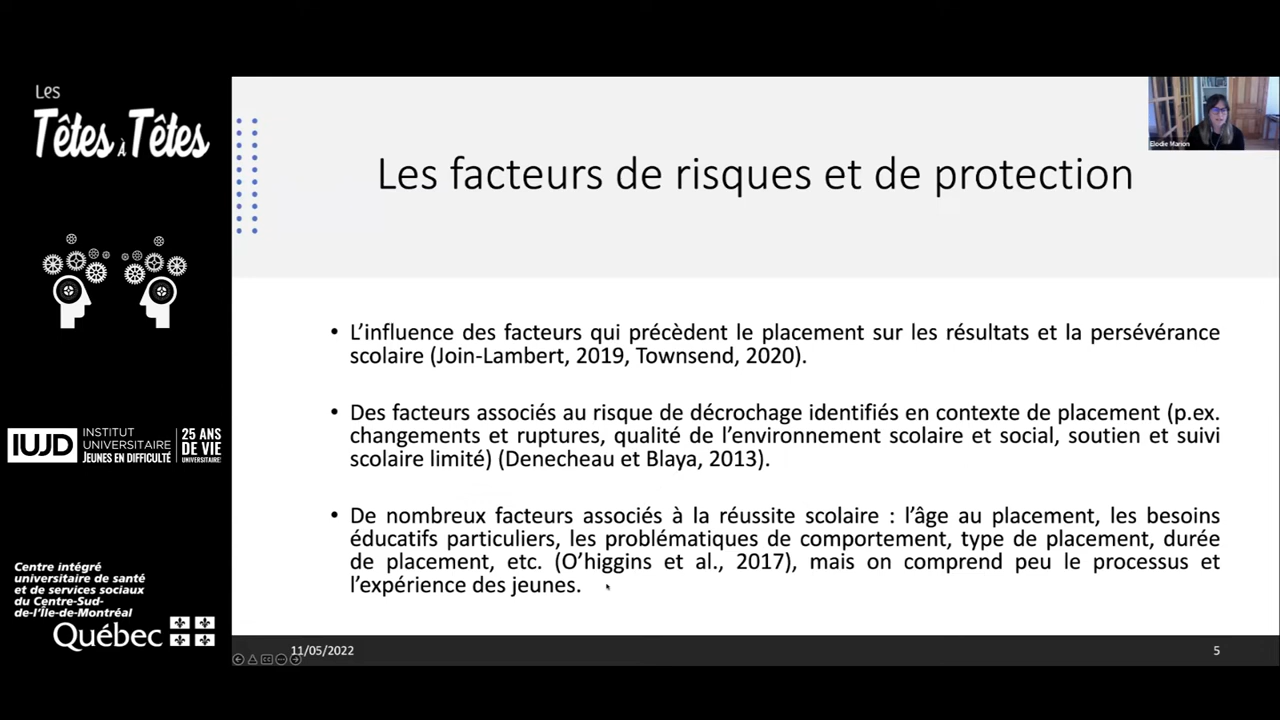 Les
Têtes à Têtes
IUJD
INSTITUT
UNIVERSITAIRE
JEUNES EN DIFFICULTÉ
25 ANS
DE VIE
UNIVERSITAIRE!
Centre intégré
universitaire de santé
et de services sociaux
du Centre-Sud-
de-l'Île-de-Montréal
Québec
Elodie Marion
Les facteurs de risques et de protection
• L’influence des facteurs qui précèdent le placement sur les résultats et la persévérance
scolaire (Join-Lambert, 2019, Townsend, 2020).
• Des facteurs associés au risque de décrochage identifiés en contexte de placement (p.ex.
changements et ruptures, qualité de l’environnement scolaire et social, soutien et suivi
scolaire limité) (Denecheau et Blaya, 2013).
• De nombreux facteurs associés à la réussite scolaire : l’âge au placement, les besoins
éducatifs particuliers, les problématiques de comportement, type de placement, durée
de placement, etc. (O’higgins et al., 2017), mais on comprend peu le processus et
l’expérience des jeunes.
11/05/2022
5